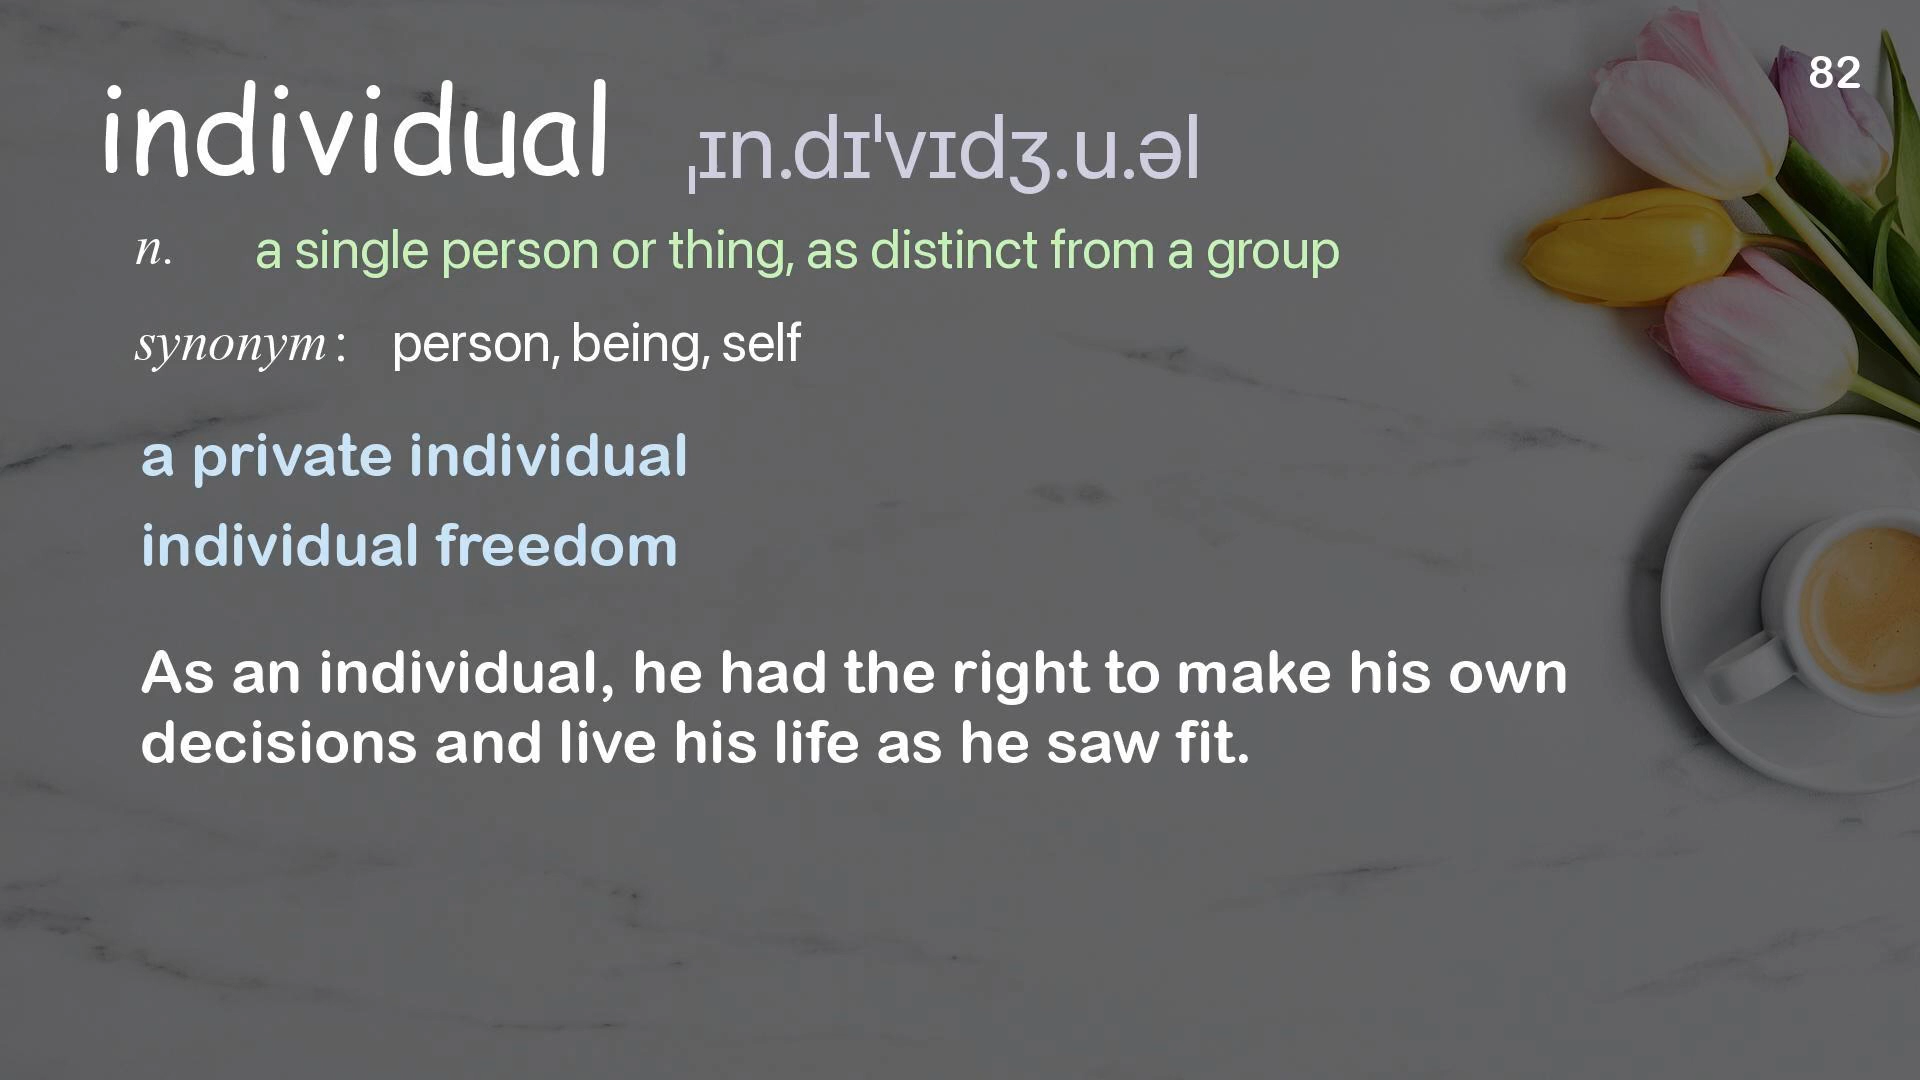 82
individual ˌɪn.dɪˈvɪdʒ.u.əl
n. a single person or thing, as distinct from a group
synonym: person, being, self
a private individual
individual freedom
As an individual, he had the right to make his own
decisions and live his life as he saw fit.